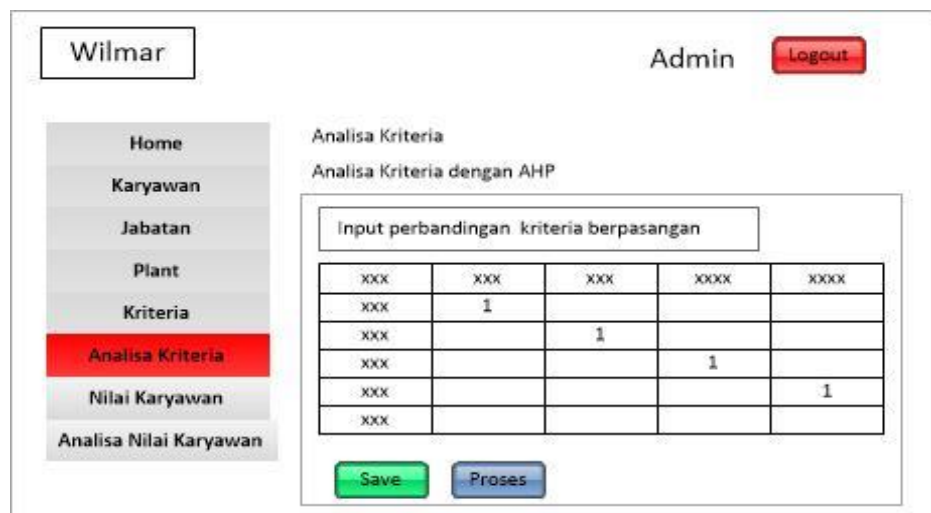 Wilmar
Admin
Logout
Home
Karyawan
Jabatan
Plant
Kriteria
Analisa Kriteria
Nilai Karyawan
Analisa Nilai Karyawan
Analisa Kriteria
Analisa Kriteria dengan AHP
Input perbandingan kriteria berpasangan
xxx xxx xxx xxxx xxxx
xxx 1
xxx 1
xxx 1
xxx 1
xxx
Save
Proses